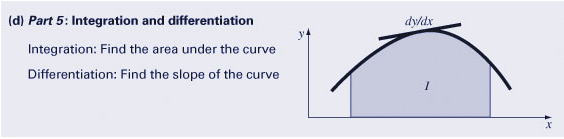 (d) Part 5: Integration and differentiation
Integration: Find the area under the curve
Differentiation: Find the slope of the curve
dy/dx
y
I
x